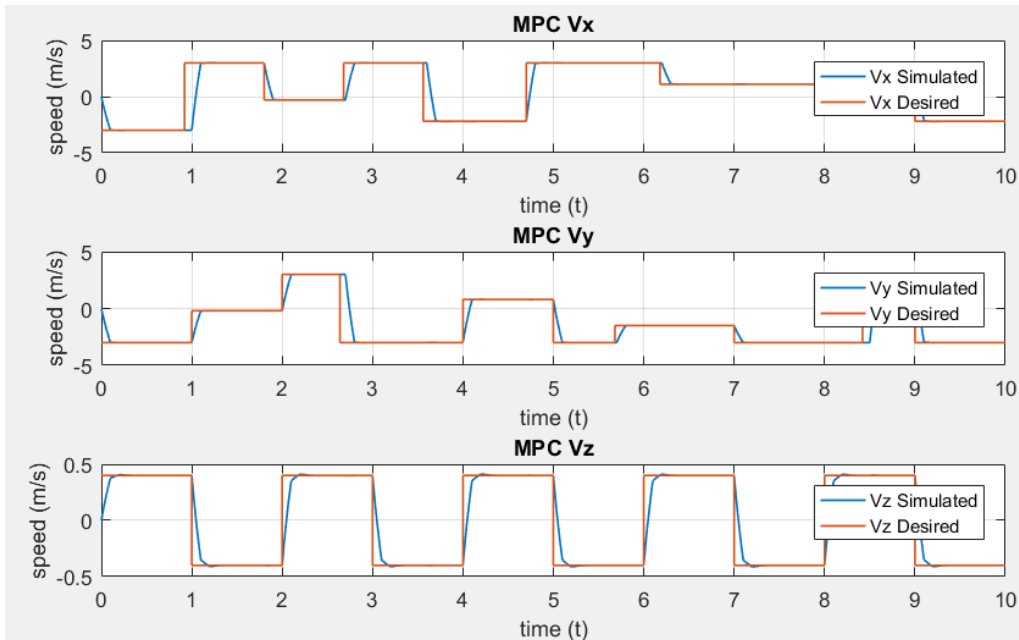 MPC Vx
5
0
-5
speed (m/s)
Vx Simulated
Vx Desired
0 1 2 3 4 5 6 7 8 9 10
time (t)
MPC Vy
5
0
-5
speed (m/s)
Vy Simulated
Vy Desired
0 1 2 3 4 5 6 7 8 9 10
time (t)
MPC Vz
0.5
0
-0.5
speed (m/s)
Vz Simulated
Vz Desired
0 1 2 3 4 5 6 7 8 9 10
time (t)